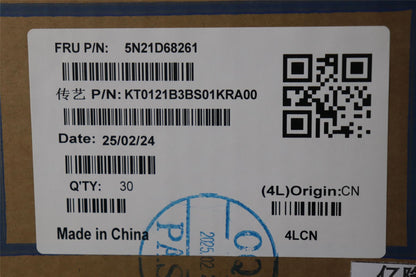 FRU P/N: 5N21D68261
传艺 P/N: KT0121B3BS01KRA00
Date: 25/02/24
Q'TY: 30
(4L)Origin:CN
Made in China
4LCN